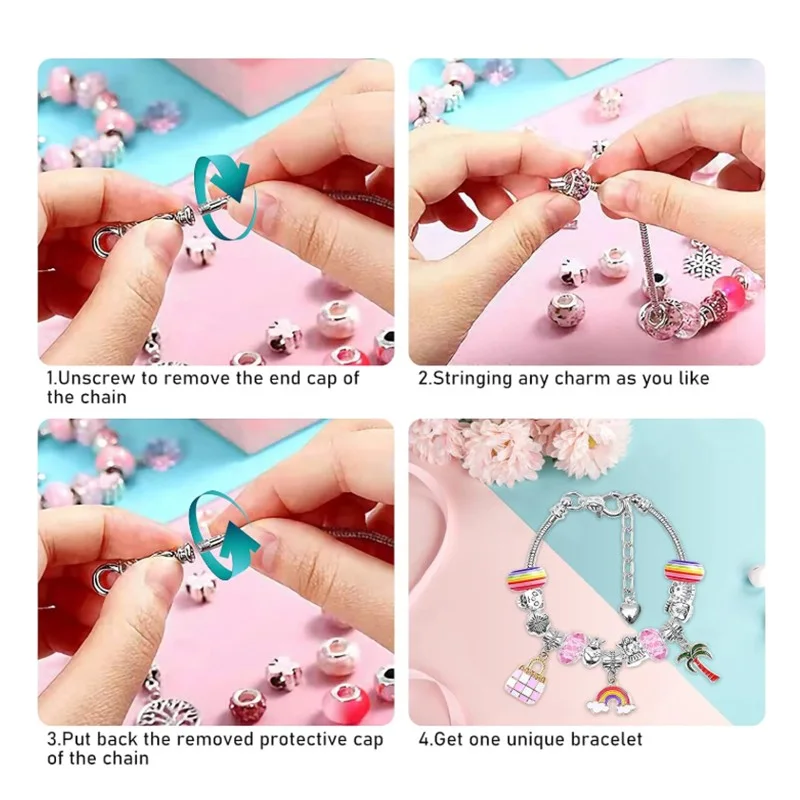 1.Unscrew to remove the end cap of
the chain
2.Stringing any charm as you like
3.Put back the removed protective cap
of the chain
4.Get one unique bracelet